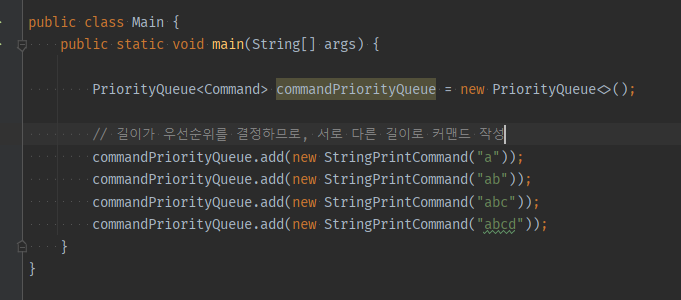 public class Main {
public static void main(String[] args) {
PriorityQueue<Command> commandPriorityQueue = new PriorityQueue<>();
// 길이가 우선순위를 결정하므로, 서로 다른 길이로 커맨드 작성
commandPriorityQueue.add(new StringPrintCommand("a"));
commandPriorityQueue.add(new StringPrintCommand("ab"));
commandPriorityQueue.add(new StringPrintCommand("abc"));
commandPriorityQueue.add(new StringPrintCommand("abcd"));
}
}